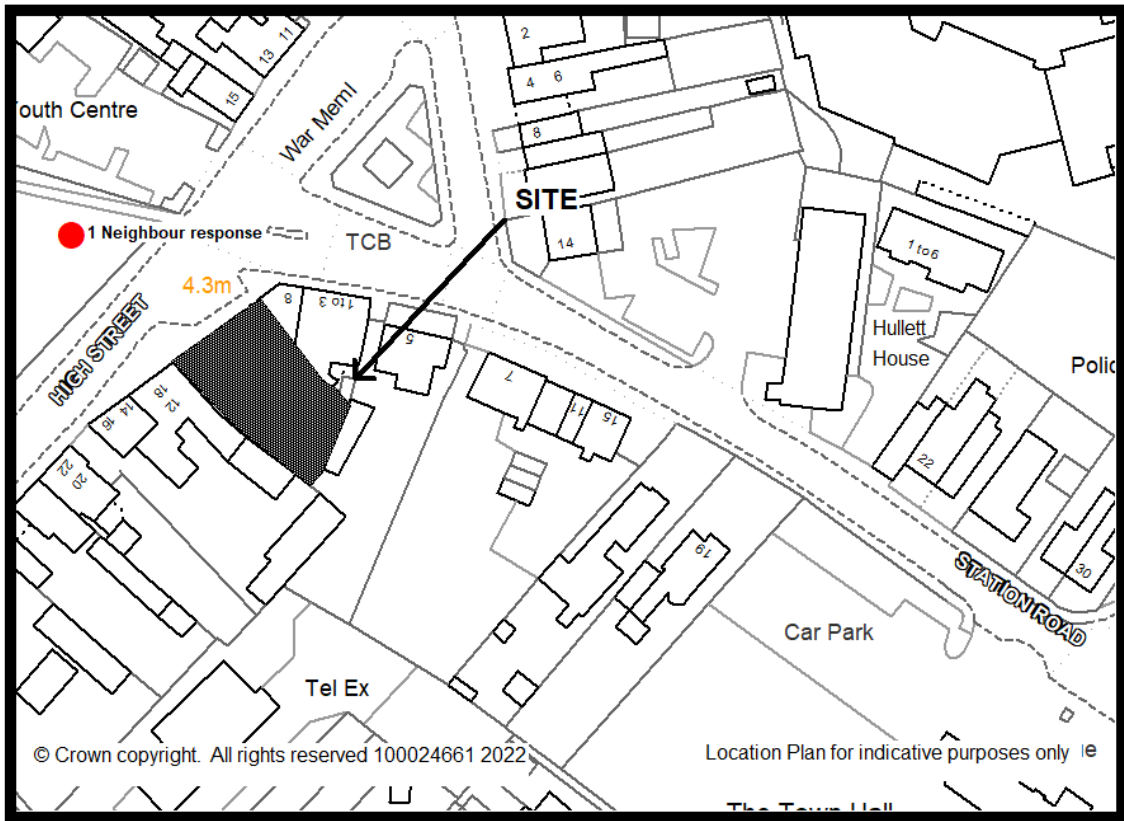 2
11
13
15
4 6
8
14
outh Centre
War Meml
SITE
1 Neighbour response
TCB
4.3m
HIGH STREET
8
1 to 3
5
7
11
15
1 to 6
Hullett
House
Polic
18
12
14
16
22
20
22
19
30
STATION ROAD
Car Park
Tel Ex
© Crown copyright. All rights reserved 100024661 2022
Location Plan for indicative purposes only
The Town Hall